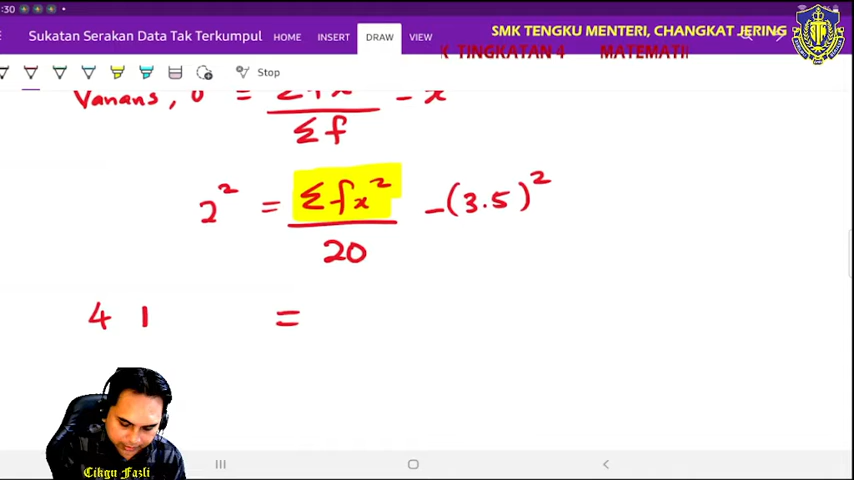 :30
SMK TENGKU MENTERI, CHANGKAT JERING
Sukatan Serakan Data Tak Terkumpul HOME INSERT DRAW VIEW
TINGKATAN 4 MATEMATI
Stop
Varians, σ² = Σfx² / Σf - x̄
2² = Σfx² / 20 - (3.5)²
4 1 =
Cikgu Fazli